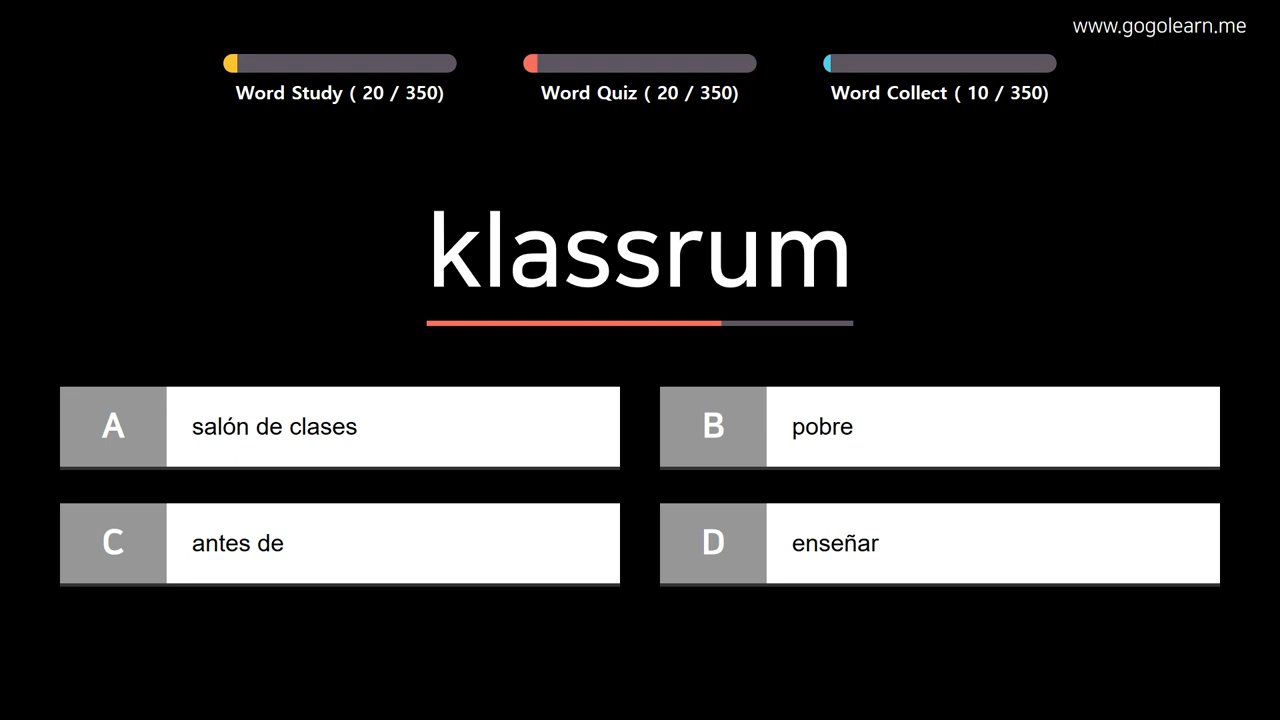 www.gogolearn.me
Word Study ( 20 / 350)
Word Quiz ( 20 / 350)
Word Collect ( 10 / 350)
klassrum
A salón de clases
B pobre
C antes de
D enseñar